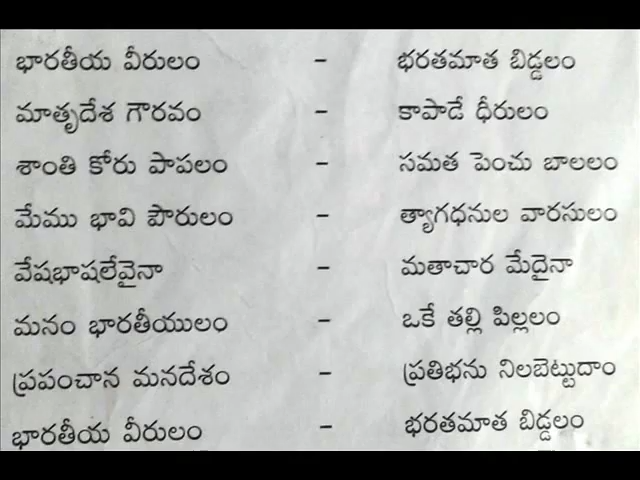 భారతీయ వీరులం - భరతమాత బిడ్డలం
మాతృదేశ గౌరవం - కాపాడే ధీరులం
శాంతి కోరు పాపలం - సమత పెంచు బాలలం
మేము భావి పౌరులం - త్యాగధనుల వారసులం
వేషభాషలేవైనా - మతాచార మేదైనా
మనం భారతీయులం - ఒకే తల్లి పిల్లలం
ప్రపంచాన మనదేశం - ప్రతిభను నిలబెట్టుదాం
భారతీయ వీరులం - భరతమాత బిడ్డలం